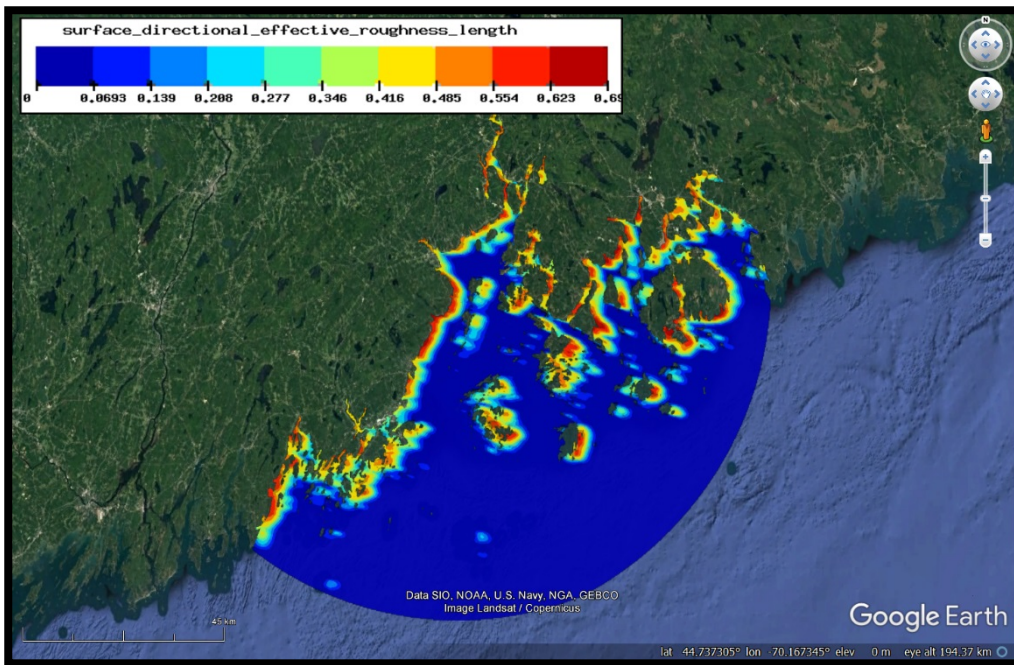 surface_directional_effective_roughness_length
0 0.0693 0.139 0.208 0.277 0.346 0.416 0.485 0.554 0.623 0.69
N
Data SIO, NOAA, U.S. Navy, NGA, GEBCO
Image Landsat / Copernicus
45 km
Google Earth
lat 44.737305° lon -70.167345° elev 0 m eye alt 194.37 km